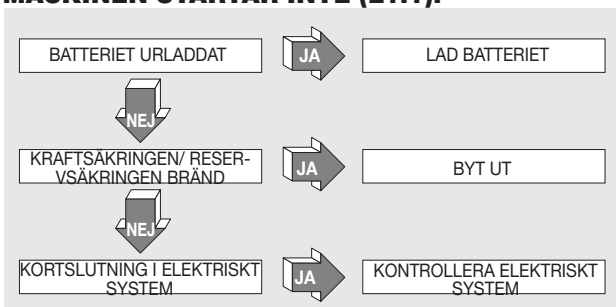 MASKINEN STARTAR INTE (21H1).
BATTERIET URLADDAT
JA
LAD BATTERIET
NEJ
KRAFTSÄKRINGEN/ RESER-
VSÄKRINGEN BRÄND
JA
BYT UT
NEJ
KORTSLUTNING I ELEKTRISKT
SYSTEM
JA
KONTROLLERA ELEKTRISKT
SYSTEM